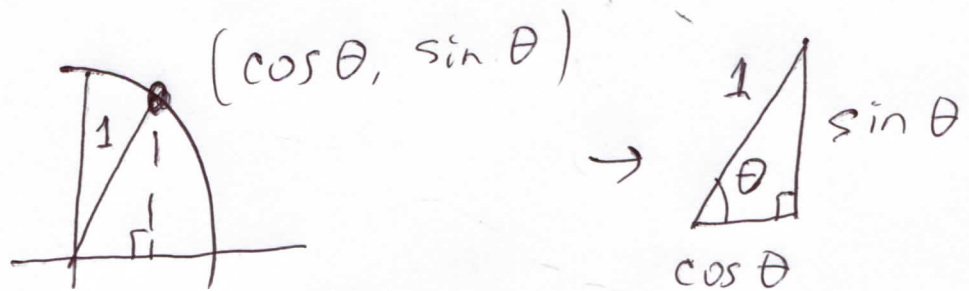 (cos θ, sin θ)
1
→
1
sin θ
θ
cos θ